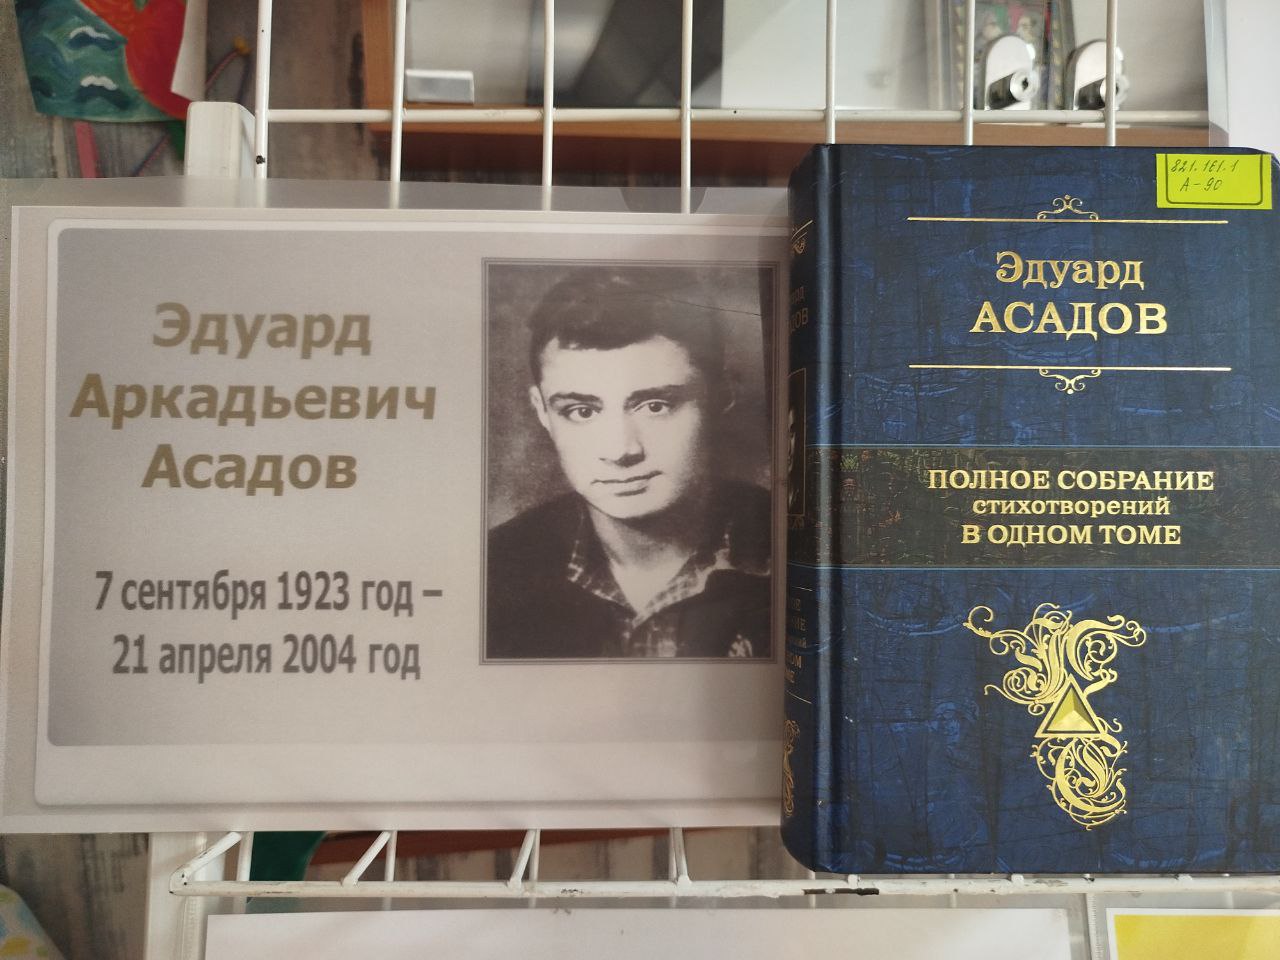 Эдуард
Аркадьевич
Асадов
7 сентября 1923 год –
21 апреля 2004 год
821.161.1
А-90
Эдуард
АСАДОВ
ПОЛНОЕ СОБРАНИЕ
стихотворений
В ОДНОМ ТОМЕ